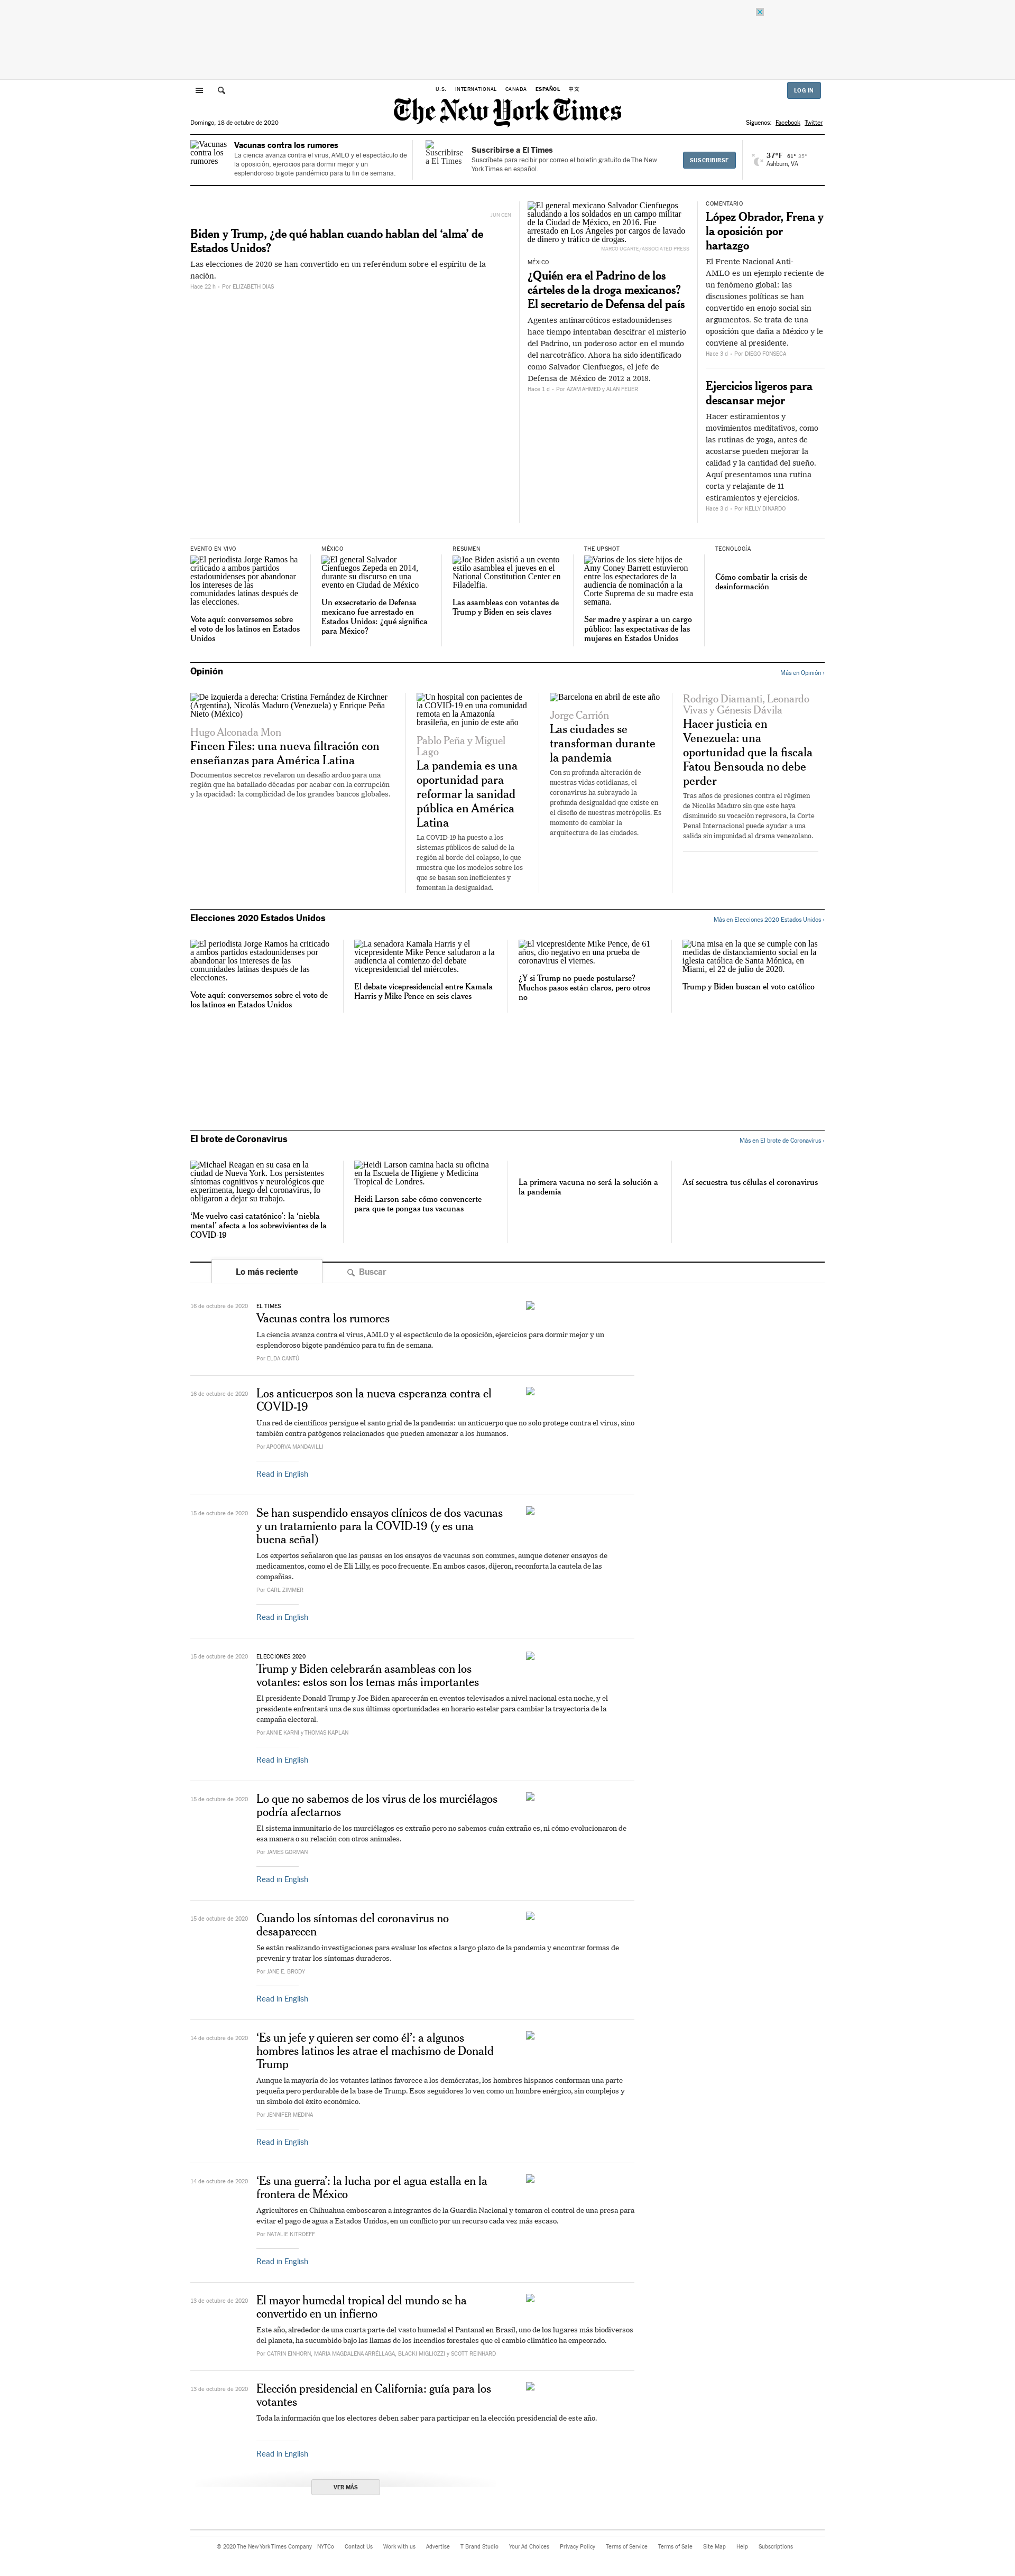 U.S. INTERNATIONAL CANADA ESPAÑOL 中文
LOG IN
The New York Times
Domingo, 18 de octubre de 2020
Síguenos: Facebook Twitter
Vacunas contra los rumores
Vacunas contra los rumores
La ciencia avanza contra el virus, AMLO y el espectáculo de
la oposición, ejercicios para dormir mejor y un
esplendoroso bigote pandémico para tu fin de semana.
Suscribirse a El Times
Suscribirse a El Times
Suscríbete para recibir por correo el boletín gratuito de The New
York Times en español.
SUSCRIBIRSE
37°F 61° 35°
Ashburn, VA
JUN CEN
Biden y Trump, ¿de qué hablan cuando hablan del ‘alma’ de
Estados Unidos?
Las elecciones de 2020 se han convertido en un referéndum sobre el espíritu de la
nación.
Hace 22 h - Por ELIZABETH DIAS
El general mexicano Salvador Cienfuegos
saludando a los soldados en un campo militar
de la Ciudad de México, en 2016. Fue
arrestado en Los Ángeles por cargos de lavado
de dinero y tráfico de drogas.
MARCO UGARTE/ASSOCIATED PRESS
MÉXICO
¿Quién era el Padrino de los
cárteles de la droga mexicanos?
El secretario de Defensa del país
Agentes antinarcóticos estadounidenses
hace tiempo intentaban descifrar el misterio
del Padrino, un poderoso actor en el mundo
del narcotráfico. Ahora ha sido identificado
como Salvador Cienfuegos, el jefe de
Defensa de México de 2012 a 2018.
Hace 1 d - Por AZAM AHMED y ALAN FEUER
COMENTARIO
López Obrador, Frena y
la oposición por
hartazgo
El Frente Nacional Anti-
AMLO es un ejemplo reciente de
un fenómeno global: las
discusiones políticas se han
convertido en enojo social sin
argumentos. Se trata de una
oposición que daña a México y le
conviene al presidente.
Hace 3 d - Por DIEGO FONSECA
Ejercicios ligeros para
descansar mejor
Hacer estiramientos y
movimientos meditativos, como
las rutinas de yoga, antes de
acostarse pueden mejorar la
calidad y la cantidad del sueño.
Aquí presentamos una rutina
corta y relajante de 11
estiramientos y ejercicios.
Hace 3 d - Por KELLY DINARDO
EVENTO EN VIVO
El periodista Jorge Ramos ha
criticado a ambos partidos
estadounidenses por abandonar
los intereses de las
comunidades latinas después de
las elecciones.
Vote aquí: conversemos sobre
el voto de los latinos en Estados
Unidos
MÉXICO
El general Salvador
Cienfuegos Zepeda en 2014,
durante su discurso en una
evento en Ciudad de México
Un exsecretario de Defensa
mexicano fue arrestado en
Estados Unidos: ¿qué significa
para México?
RESUMEN
Joe Biden asistió a un evento
estilo asamblea el jueves en el
National Constitution Center en
Filadelfia.
Las asambleas con votantes de
Trump y Biden en seis claves
THE UPSHOT
Varios de los siete hijos de
Amy Coney Barrett estuvieron
entre los espectadores de la
audiencia de nominación a la
Corte Suprema de su madre esta
semana.
Ser madre y aspirar a un cargo
público: las expectativas de las
mujeres en Estados Unidos
TECNOLOGÍA
Cómo combatir la crisis de
desinformación
Opinión
Más en Opinión ›
De izquierda a derecha: Cristina Fernández de Kirchner
(Argentina), Nicolás Maduro (Venezuela) y Enrique Peña
Nieto (México)
Hugo Alconada Mon
Fincen Files: una nueva filtración con
enseñanzas para América Latina
Documentos secretos revelaron un desafío arduo para una
región que ha batallado décadas por acabar con la corrupción
y la opacidad: la complicidad de los grandes bancos globales.
Un hospital con pacientes de
la COVID-19 en una comunidad
remota en la Amazonía
brasileña, en junio de este año
Pablo Peña y Miguel
Lago
La pandemia es una
oportunidad para
reformar la sanidad
pública en América
Latina
La COVID-19 ha puesto a los
sistemas públicos de salud de la
región al borde del colapso, lo que
muestra que los modelos sobre los
que se basan son ineficientes y
fomentan la desigualdad.
Barcelona en abril de este año
Jorge Carrión
Las ciudades se
transforman durante
la pandemia
Con su profunda alteración de
nuestras vidas cotidianas, el
coronavirus ha subrayado la
profunda desigualdad que existe en
el diseño de nuestras metrópolis. Es
momento de cambiar la
arquitectura de las ciudades.
Rodrigo Diamanti, Leonardo
Vivas y Génesis Dávila
Hacer justicia en
Venezuela: una
oportunidad que la fiscala
Fatou Bensouda no debe
perder
Tras años de presiones contra el régimen
de Nicolás Maduro sin que este haya
disminuido su vocación represora, la Corte
Penal Internacional puede ayudar a una
salida sin impunidad al drama venezolano.
Elecciones 2020 Estados Unidos
Más en Elecciones 2020 Estados Unidos ›
El periodista Jorge Ramos ha criticado
a ambos partidos estadounidenses por
abandonar los intereses de las
comunidades latinas después de las
elecciones.
Vote aquí: conversemos sobre el voto de
los latinos en Estados Unidos
La senadora Kamala Harris y el
vicepresidente Mike Pence saludaron a la
audiencia al comienzo del debate
vicepresidencial del miércoles.
El debate vicepresidencial entre Kamala
Harris y Mike Pence en seis claves
El vicepresidente Mike Pence, de 61
años, dio negativo en una prueba de
coronavirus el viernes.
¿Y si Trump no puede postularse?
Muchos pasos están claros, pero otros
no
Una misa en la que se cumple con las
medidas de distanciamiento social en la
iglesia católica de Santa Mónica, en
Miami, el 22 de julio de 2020.
Trump y Biden buscan el voto católico
El brote de Coronavirus
Más en El brote de Coronavirus ›
Michael Reagan en su casa en la
ciudad de Nueva York. Los persistentes
síntomas cognitivos y neurológicos que
experimenta, luego del coronavirus, lo
obligaron a dejar su trabajo.
‘Me vuelvo casi catatónico’: la ‘niebla
mental’ afecta a los sobrevivientes de la
COVID-19
Heidi Larson camina hacia su oficina
en la Escuela de Higiene y Medicina
Tropical de Londres.
Heidi Larson sabe cómo convencerte
para que te pongas tus vacunas
La primera vacuna no será la solución a
la pandemia
Así secuestra tus células el coronavirus
Lo más reciente
Buscar
16 de octubre de 2020
EL TIMES
Vacunas contra los rumores
La ciencia avanza contra el virus, AMLO y el espectáculo de la oposición, ejercicios para dormir mejor y un
esplendoroso bigote pandémico para tu fin de semana.
Por ELDA CANTÚ
16 de octubre de 2020
Los anticuerpos son la nueva esperanza contra el
COVID-19
Una red de científicos persigue el santo grial de la pandemia: un anticuerpo que no solo protege contra el virus, sino
también contra patógenos relacionados que pueden amenazar a los humanos.
Por APOORVA MANDAVILLI
Read in English
15 de octubre de 2020
Se han suspendido ensayos clínicos de dos vacunas
y un tratamiento para la COVID-19 (y es una
buena señal)
Los expertos señalaron que las pausas en los ensayos de vacunas son comunes, aunque detener ensayos de
medicamentos, como el de Eli Lilly, es poco frecuente. En ambos casos, dijeron, reconforta la cautela de las
compañías.
Por CARL ZIMMER
Read in English
15 de octubre de 2020
ELECCIONES 2020
Trump y Biden celebrarán asambleas con los
votantes: estos son los temas más importantes
El presidente Donald Trump y Joe Biden aparecerán en eventos televisados a nivel nacional esta noche, y el
presidente enfrentará una de sus últimas oportunidades en horario estelar para cambiar la trayectoria de la
campaña electoral.
Por ANNIE KARNI y THOMAS KAPLAN
Read in English
15 de octubre de 2020
Lo que no sabemos de los virus de los murciélagos
podría afectarnos
El sistema inmunitario de los murciélagos es extraño pero no sabemos cuán extraño es, ni cómo evolucionaron de
esa manera o su relación con otros animales.
Por JAMES GORMAN
Read in English
15 de octubre de 2020
Cuando los síntomas del coronavirus no
desaparecen
Se están realizando investigaciones para evaluar los efectos a largo plazo de la pandemia y encontrar formas de
prevenir y tratar los síntomas duraderos.
Por JANE E. BRODY
Read in English
14 de octubre de 2020
‘Es un jefe y quieren ser como él’: a algunos
hombres latinos les atrae el machismo de Donald
Trump
Aunque la mayoría de los votantes latinos favorece a los demócratas, los hombres hispanos conforman una parte
pequeña pero perdurable de la base de Trump. Esos seguidores lo ven como un hombre enérgico, sin complejos y
un símbolo del éxito económico.
Por JENNIFER MEDINA
Read in English
14 de octubre de 2020
‘Es una guerra’: la lucha por el agua estalla en la
frontera de México
Agricultores en Chihuahua emboscaron a integrantes de la Guardia Nacional y tomaron el control de una presa para
evitar el pago de agua a Estados Unidos, en un conflicto por un recurso cada vez más escaso.
Por NATALIE KITROEFF
Read in English
13 de octubre de 2020
El mayor humedal tropical del mundo se ha
convertido en un infierno
Este año, alrededor de una cuarta parte del vasto humedal el Pantanal en Brasil, uno de los lugares más biodiversos
del planeta, ha sucumbido bajo las llamas de los incendios forestales que el cambio climático ha empeorado.
Por CATRIN EINHORN, MARIA MAGDALENA ARRÉLLAGA, BLACKI MIGLIOZZI y SCOTT REINHARD
13 de octubre de 2020
Elección presidencial en California: guía para los
votantes
Toda la información que los electores deben saber para participar en la elección presidencial de este año.
Read in English
VER MÁS
© 2020 The New York Times Company NYTCo Contact Us Work with us Advertise T Brand Studio Your Ad Choices Privacy Policy Terms of Service Terms of Sale Site Map Help Subscriptions